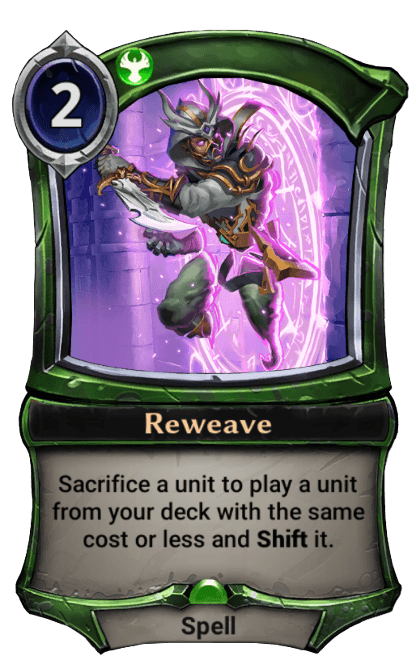 2
Reweave
Sacrifice a unit to play a unit
from your deck with the same
cost or less and Shift it.
Spell